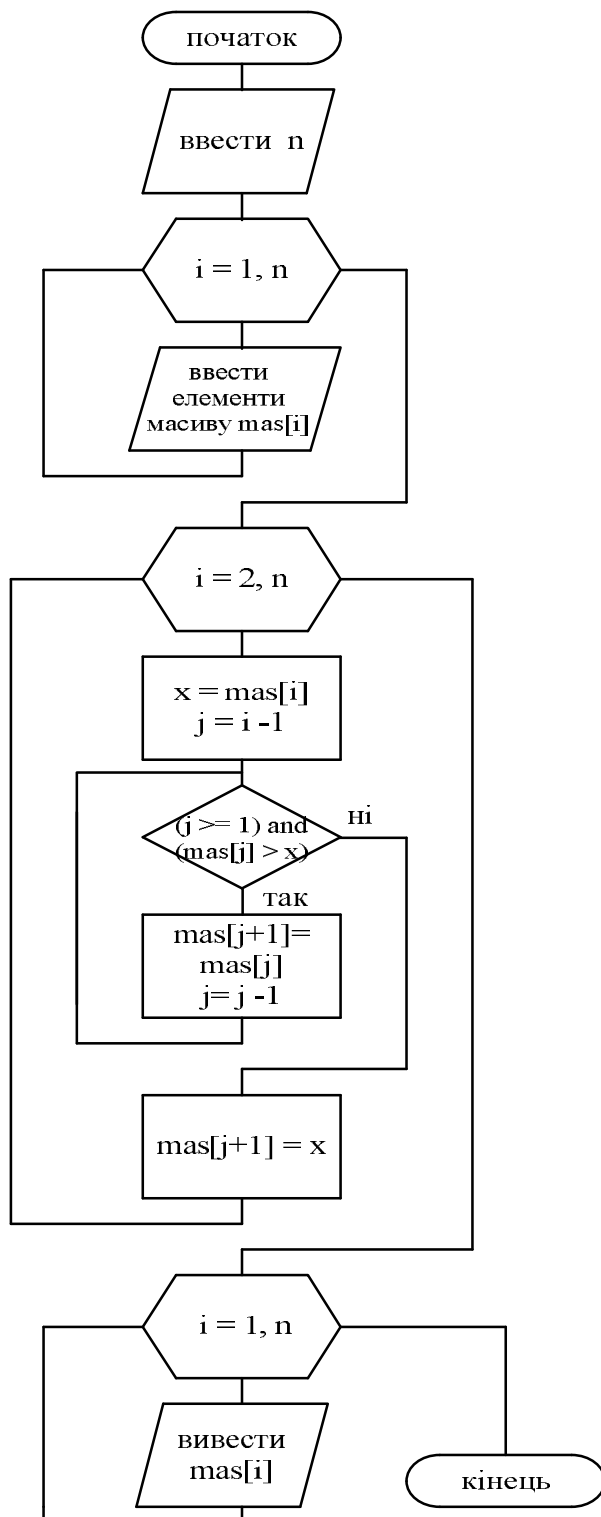 початок
ввести n
i = 1, n
ввести
елементи
масиву mas[i]
i = 2, n
x = mas[i]
j = i -1
(j >= 1) and
(mas[j] > x)
ні
так
mas[j+1]=
mas[j]
j= j -1
mas[j+1] = x
i = 1, n
вивести
mas[i]
кінець